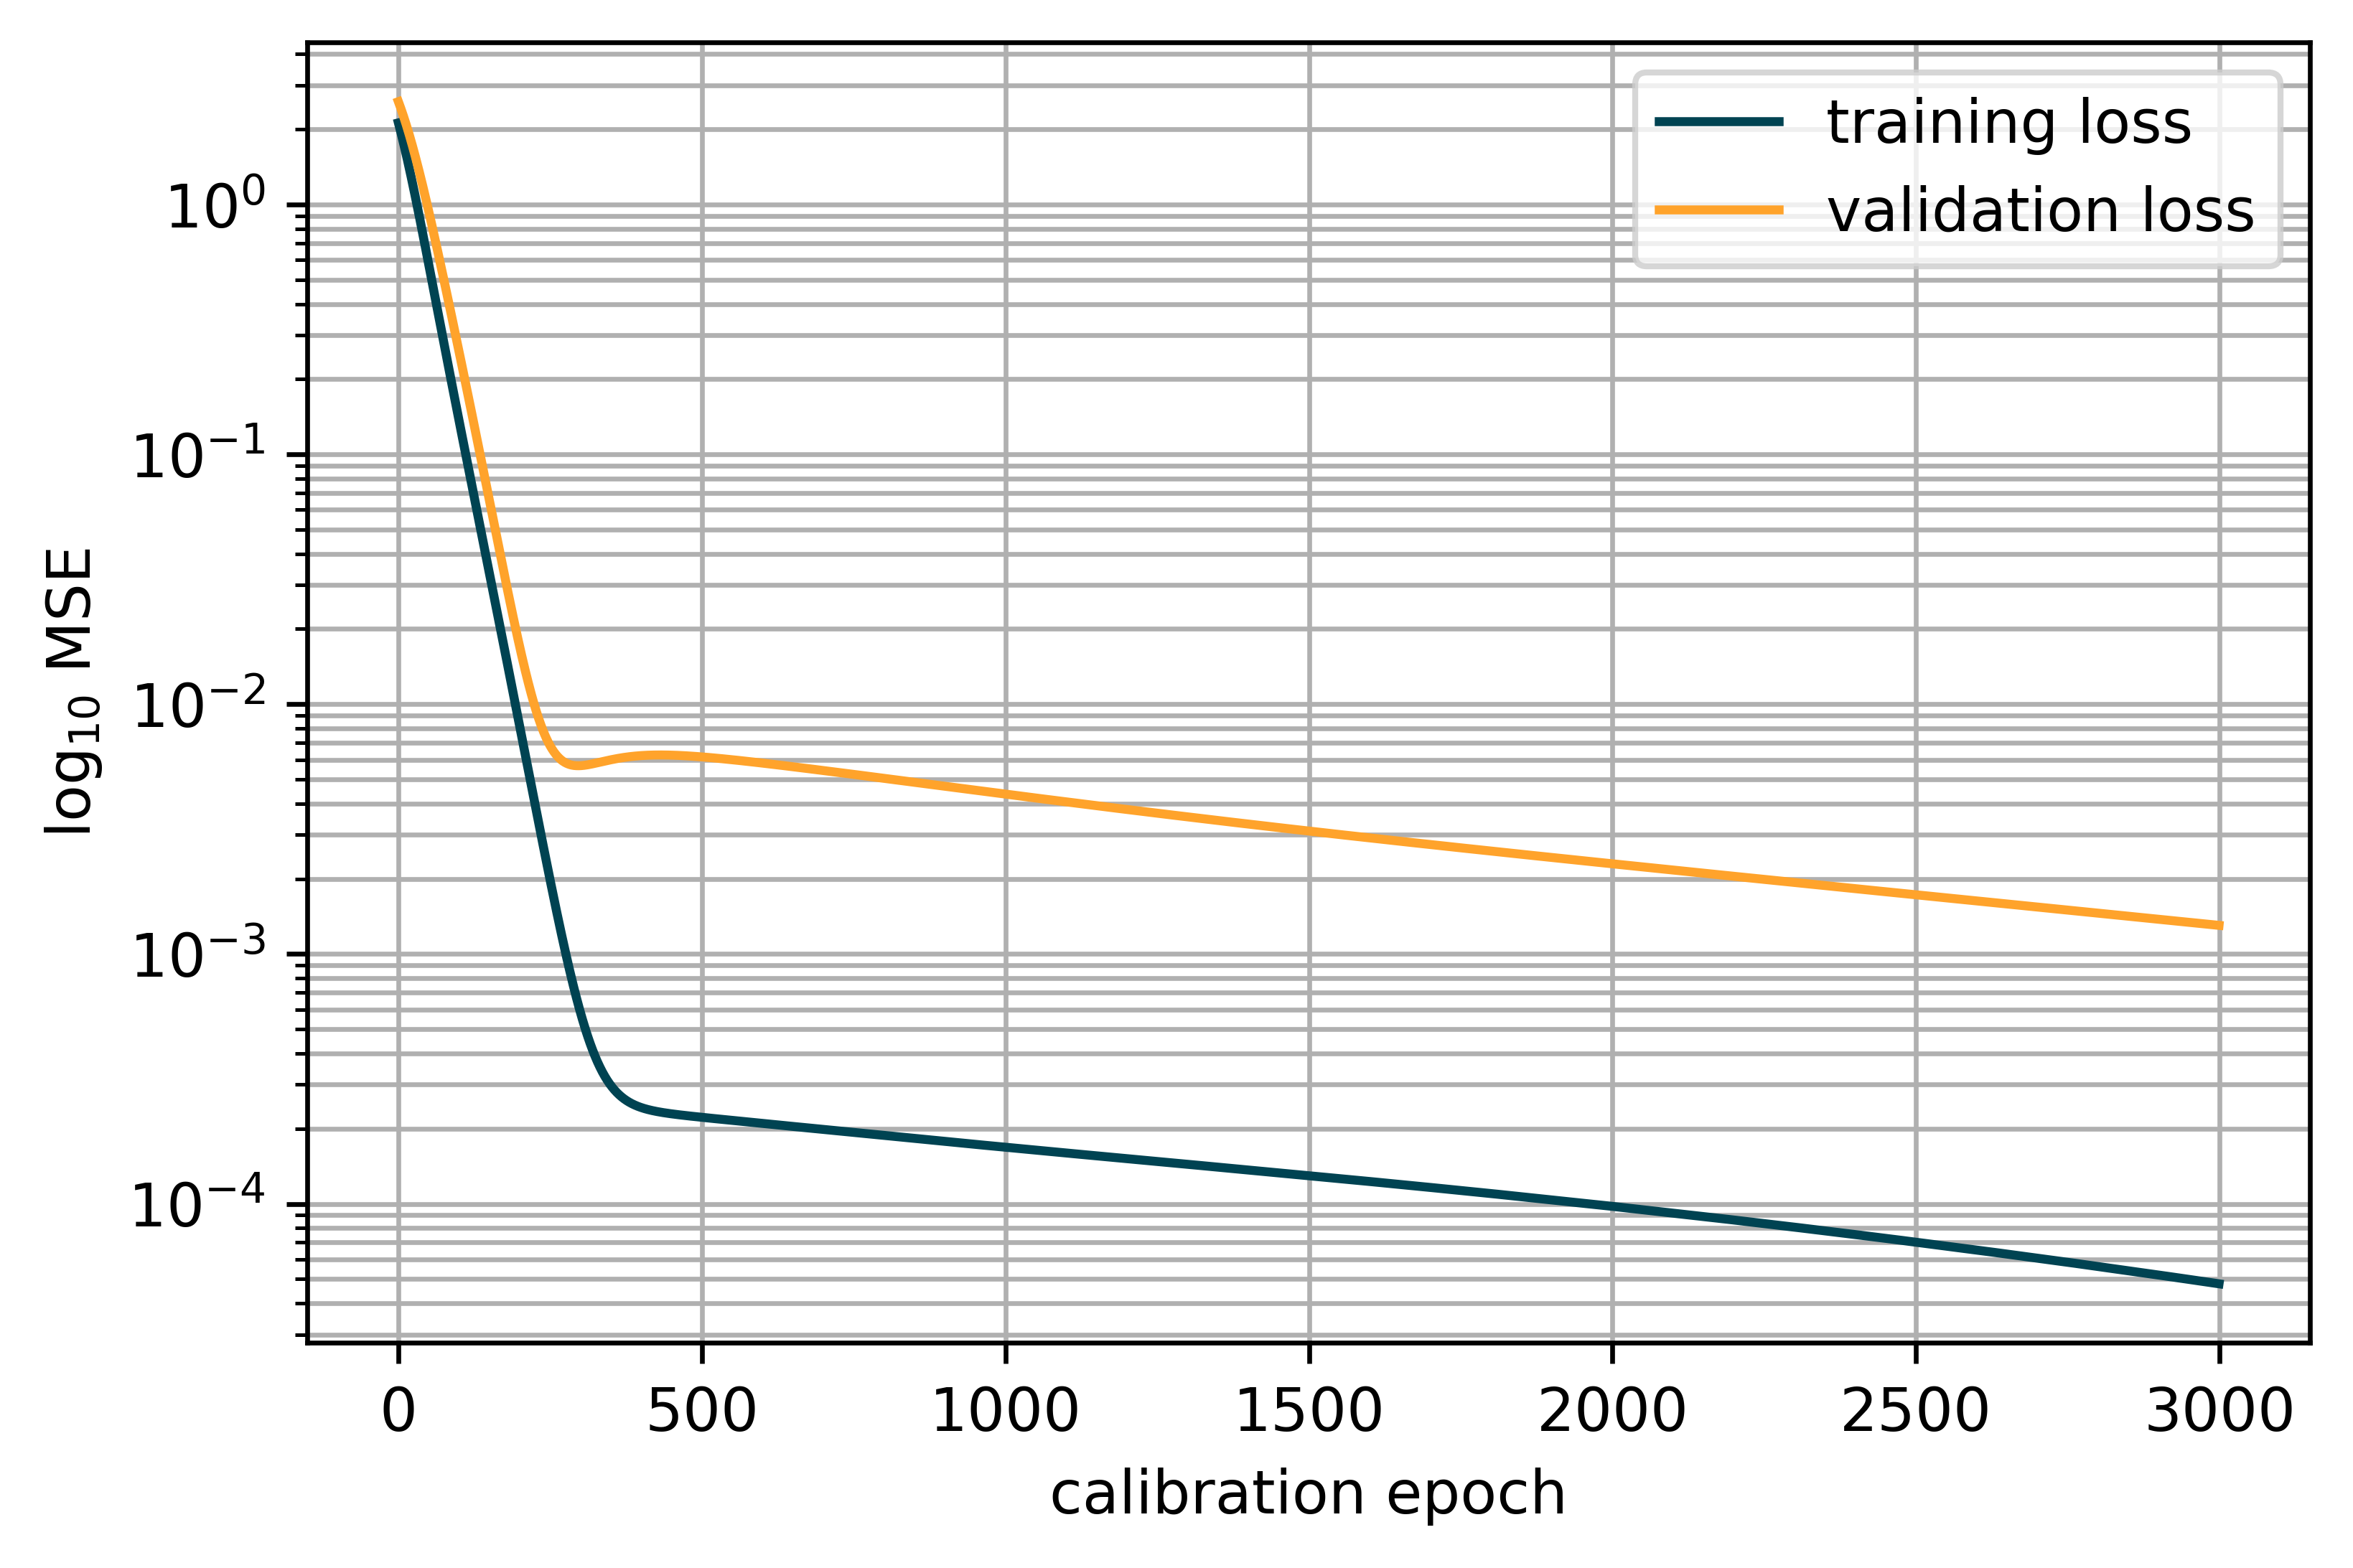 training loss
validation loss
10⁰
10⁻¹
10⁻²
10⁻³
10⁻⁴
log₁₀ MSE
0 500 1000 1500 2000 2500 3000
calibration epoch